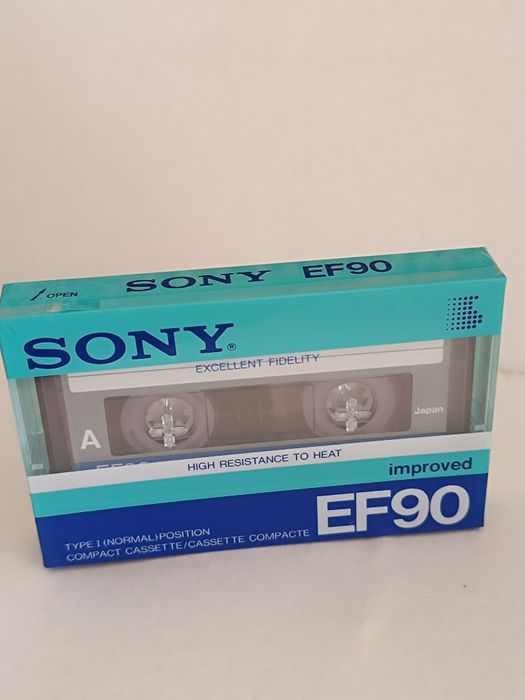 OPEN
SONY EF90
SONY®
EXCELLENT FIDELITY
A
Japan
HIGH RESISTANCE TO HEAT
improved
EF90
TYPE I (NORMAL) POSITION
COMPACT CASSETTE/CASSETTE COMPACTE